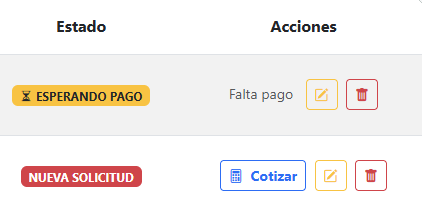 Estado Acciones
ESPERANDO PAGO Falta pago
NUEVA SOLICITUD Cotizar